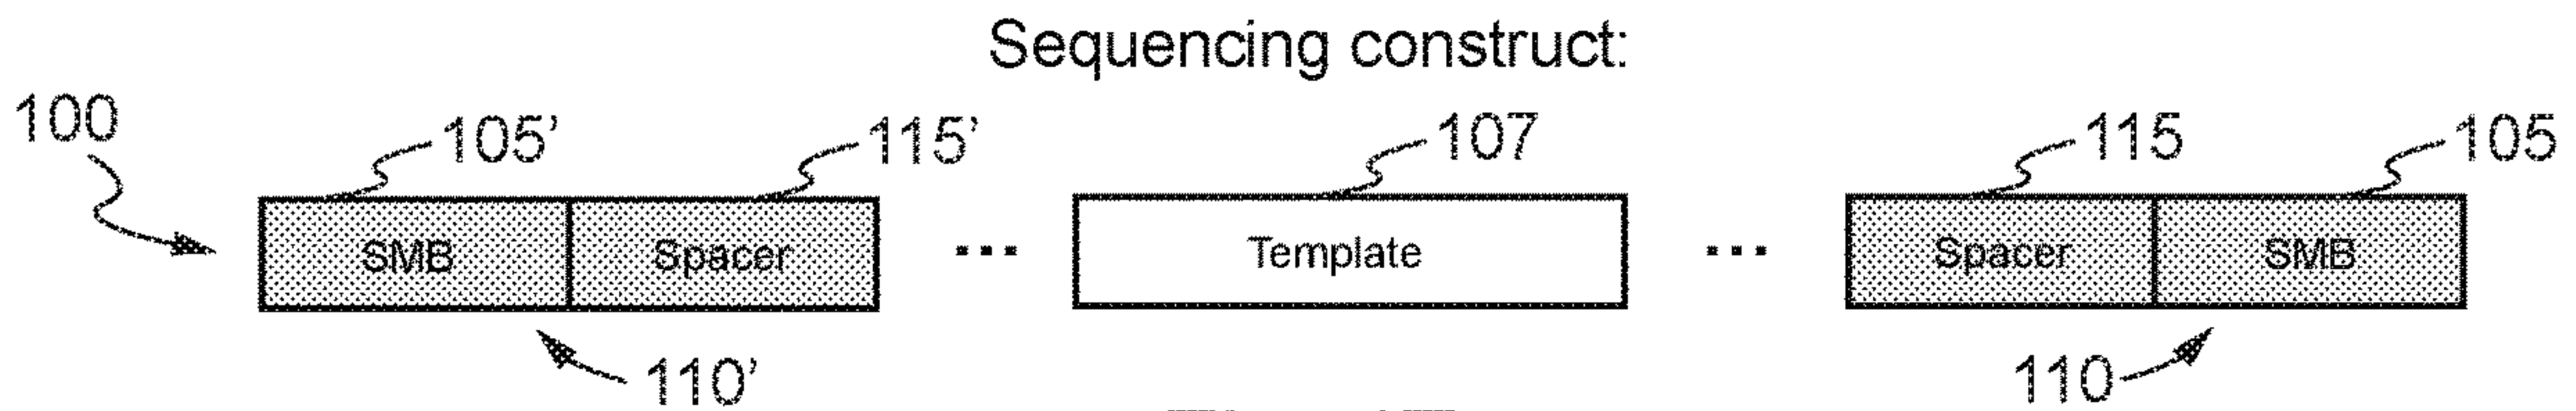 Sequencing construct:
100 105' 115' 107 115 105
SMB Spacer ... Template ... Spacer SMB
110' 110